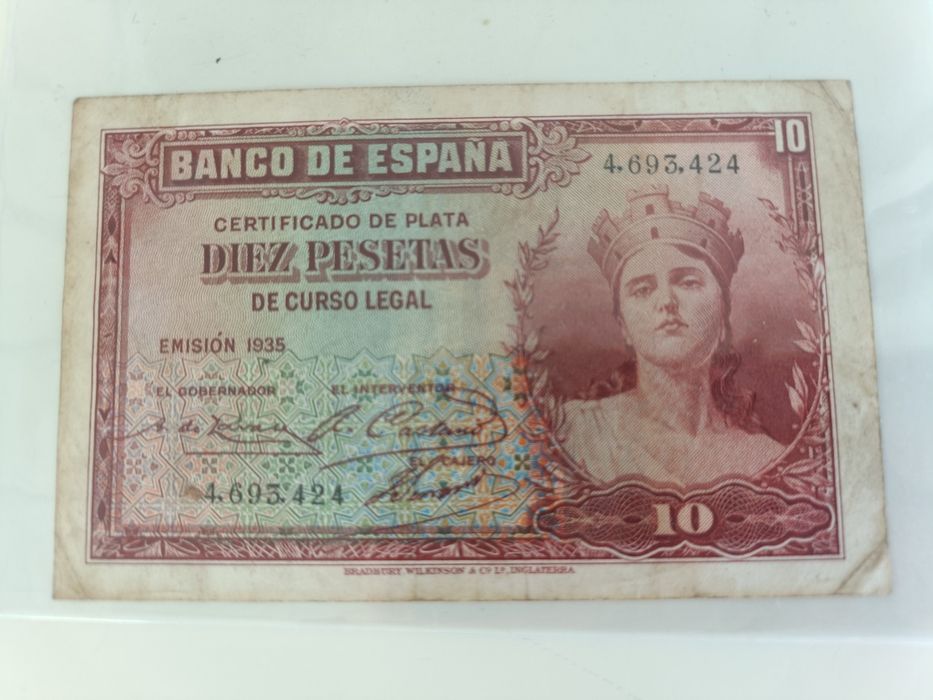 BANCO DE ESPAÑA
10
4,693,424
CERTIFICADO DE PLATA
DIEZ PESETAS
DE CURSO LEGAL
EMISIÓN 1935
EL GOBERNADOR
EL INTERVENTOR
EL CAJERO
4,693,424
10
BRADBURY WILKINSON & Cº Lᴰ. INGLATERRA